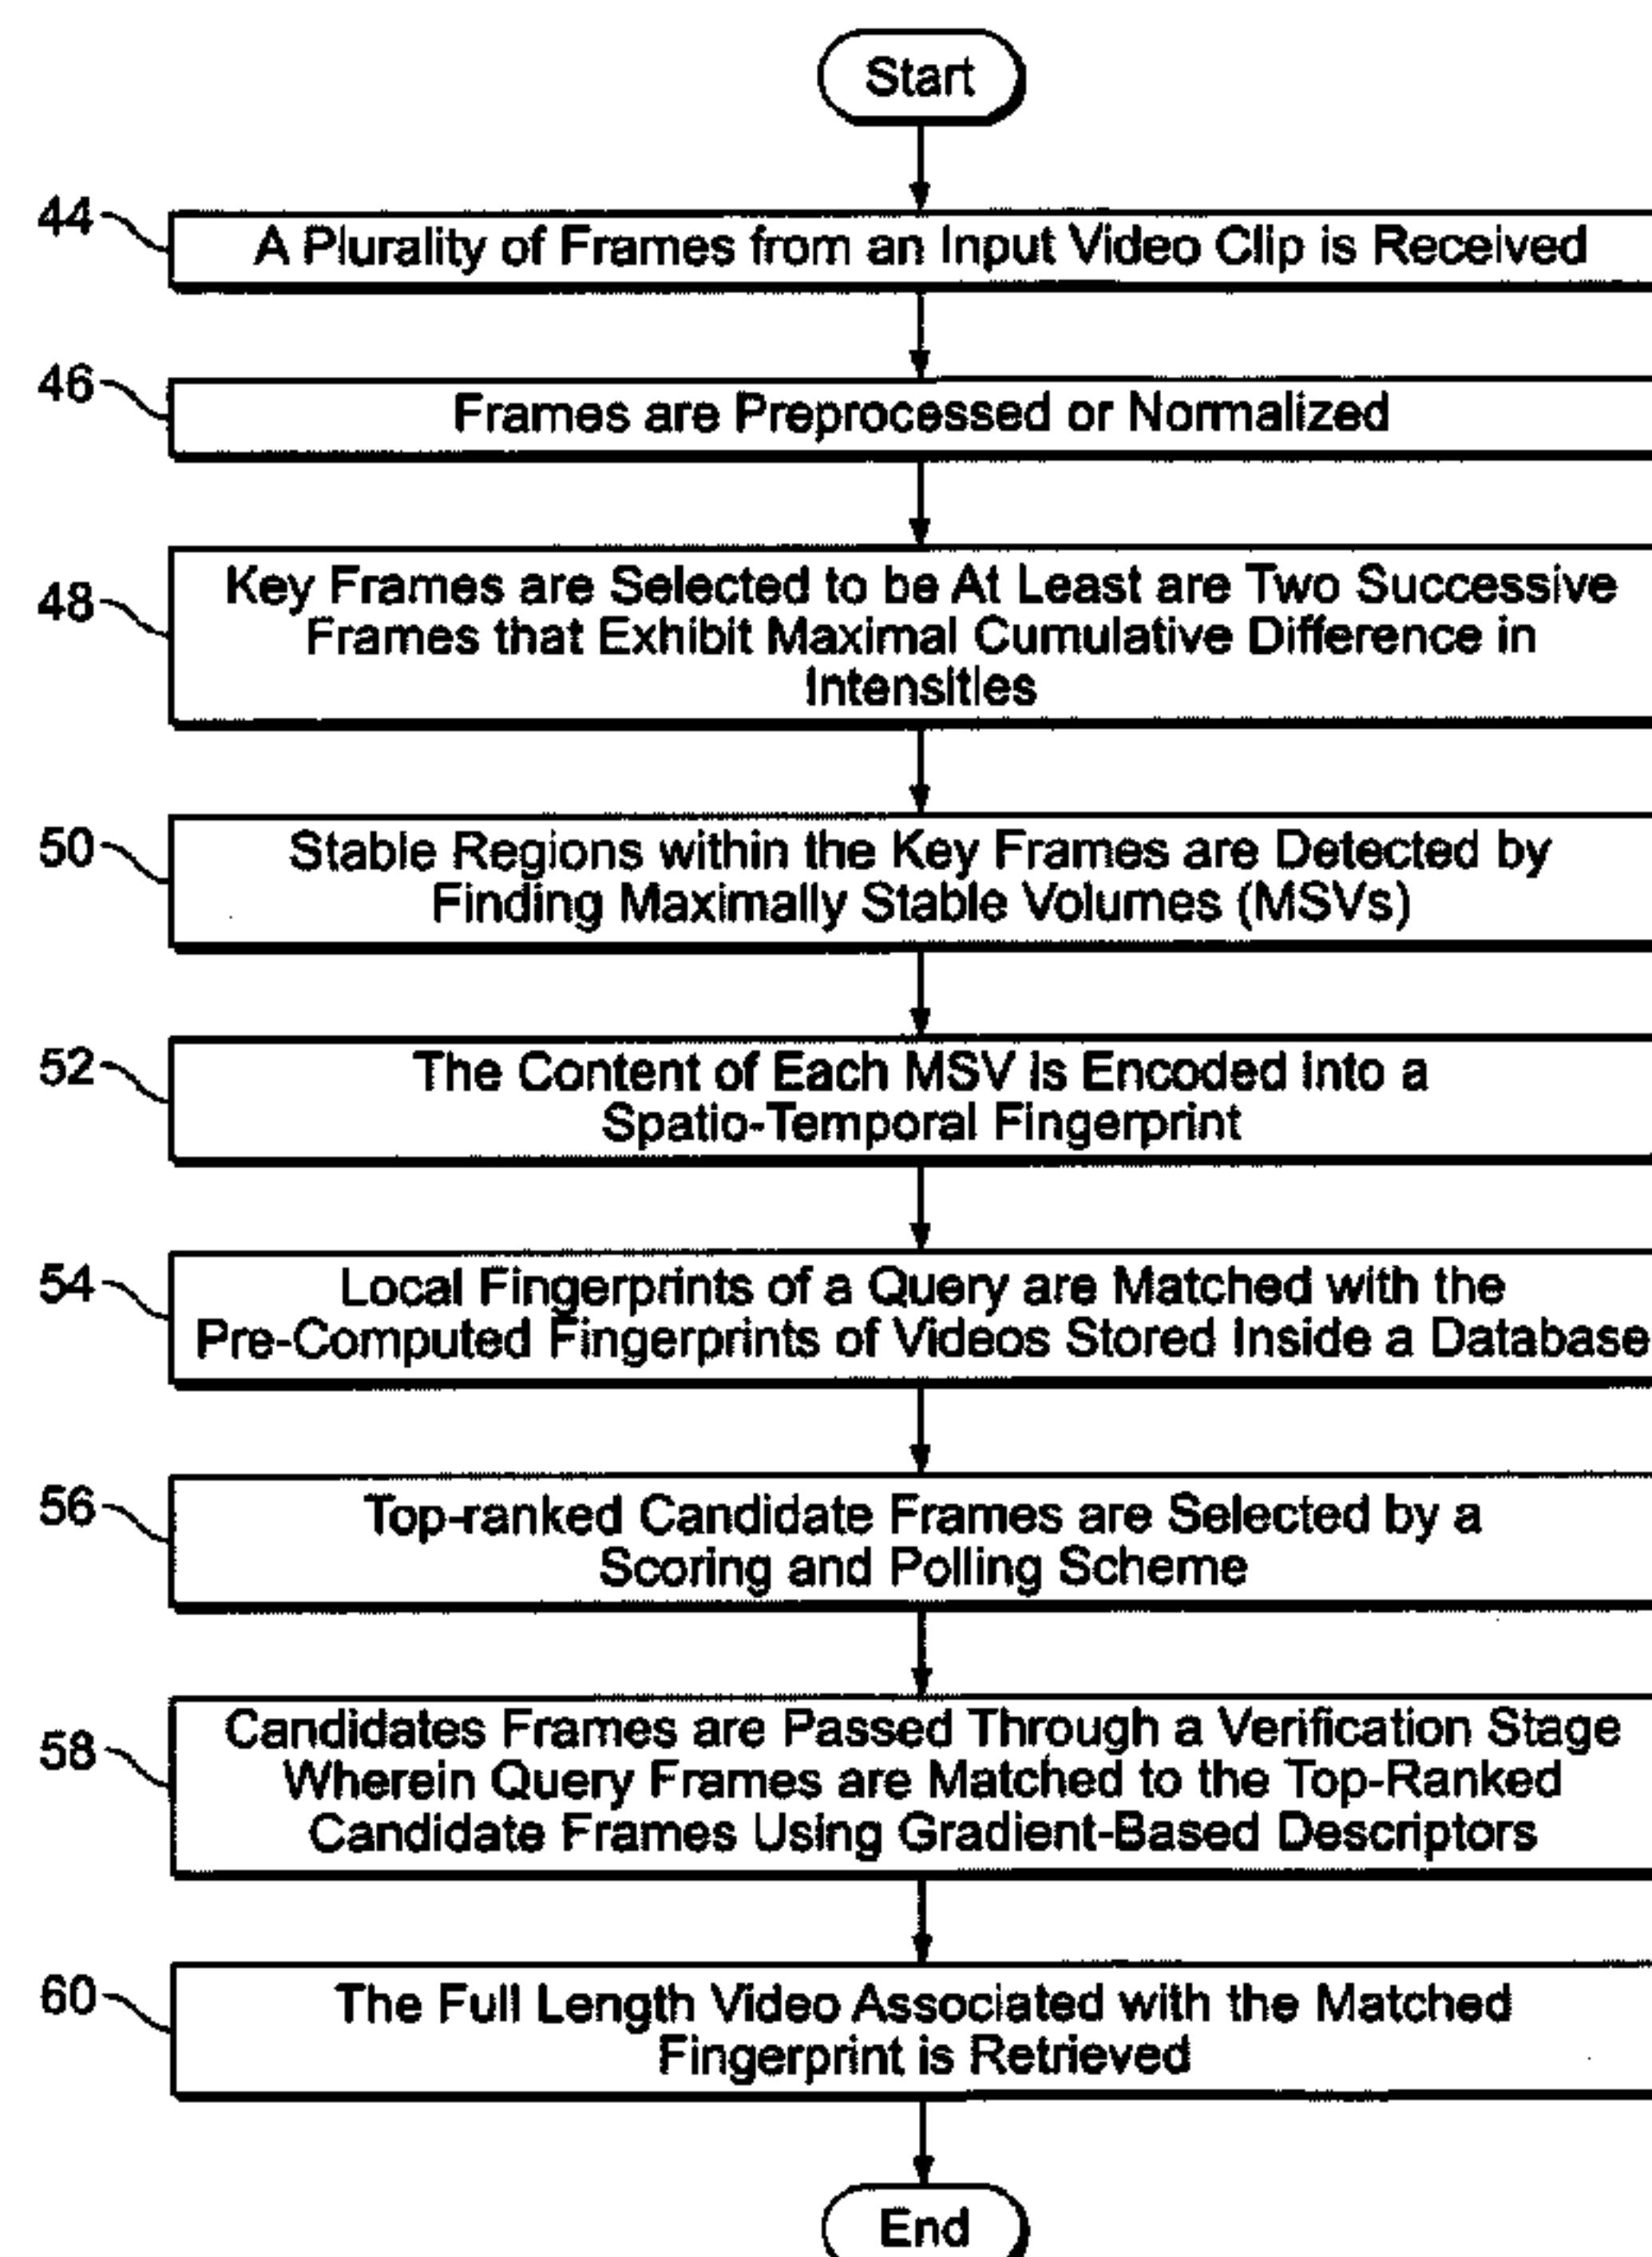 Start
44
A Plurality of Frames from an Input Video Clip is Received
46
Frames are Preprocessed or Normalized
48
Key Frames are Selected to be At Least are Two Successive
Frames that Exhibit Maximal Cumulative Difference in
Intensities
50
Stable Regions within the Key Frames are Detected by
Finding Maximally Stable Volumes (MSVs)
52
The Content of Each MSV is Encoded into a
Spatio-Temporal Fingerprint
54
Local Fingerprints of a Query are Matched with the
Pre-Computed Fingerprints of Videos Stored Inside a Database
56
Top-ranked Candidate Frames are Selected by a
Scoring and Polling Scheme
58
Candidates Frames are Passed Through a Verification Stage
Wherein Query Frames are Matched to the Top-Ranked
Candidate Frames Using Gradient-Based Descriptors
60
The Full Length Video Associated with the Matched
Fingerprint is Retrieved
End